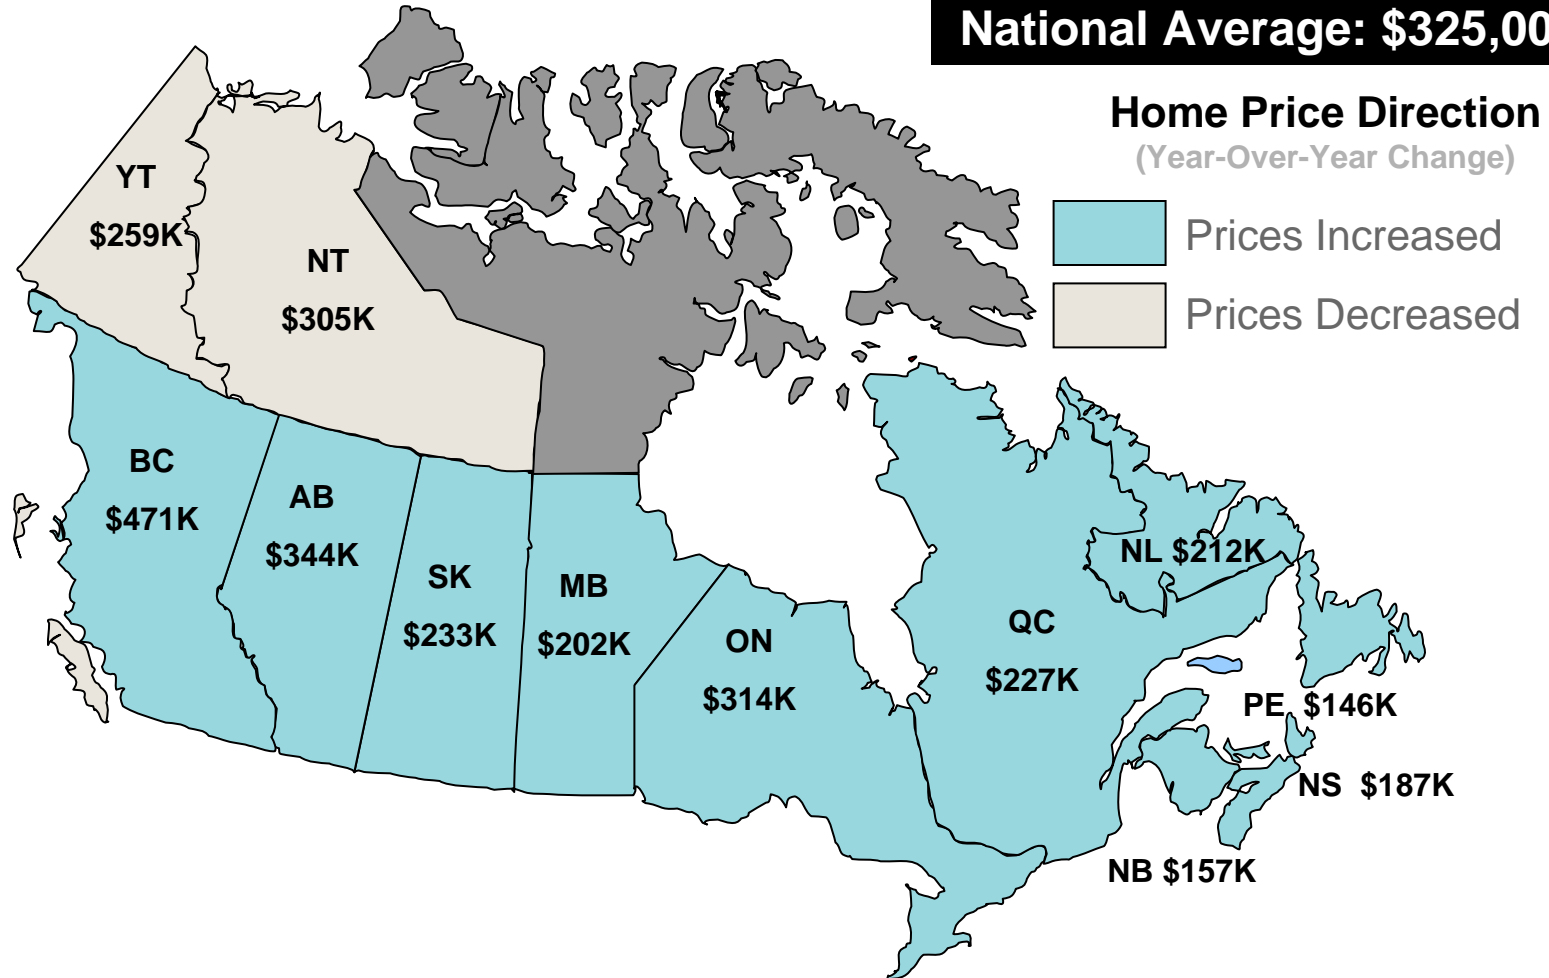 National Average: $325,00
Home Price Direction
(Year-Over-Year Change)
Prices Increased
Prices Decreased
YT
$259K
NT
$305K
BC
$471K
AB
$344K
SK
$233K
MB
$202K
ON
$314K
QC
$227K
NL $212K
PE $146K
NS $187K
NB $157K